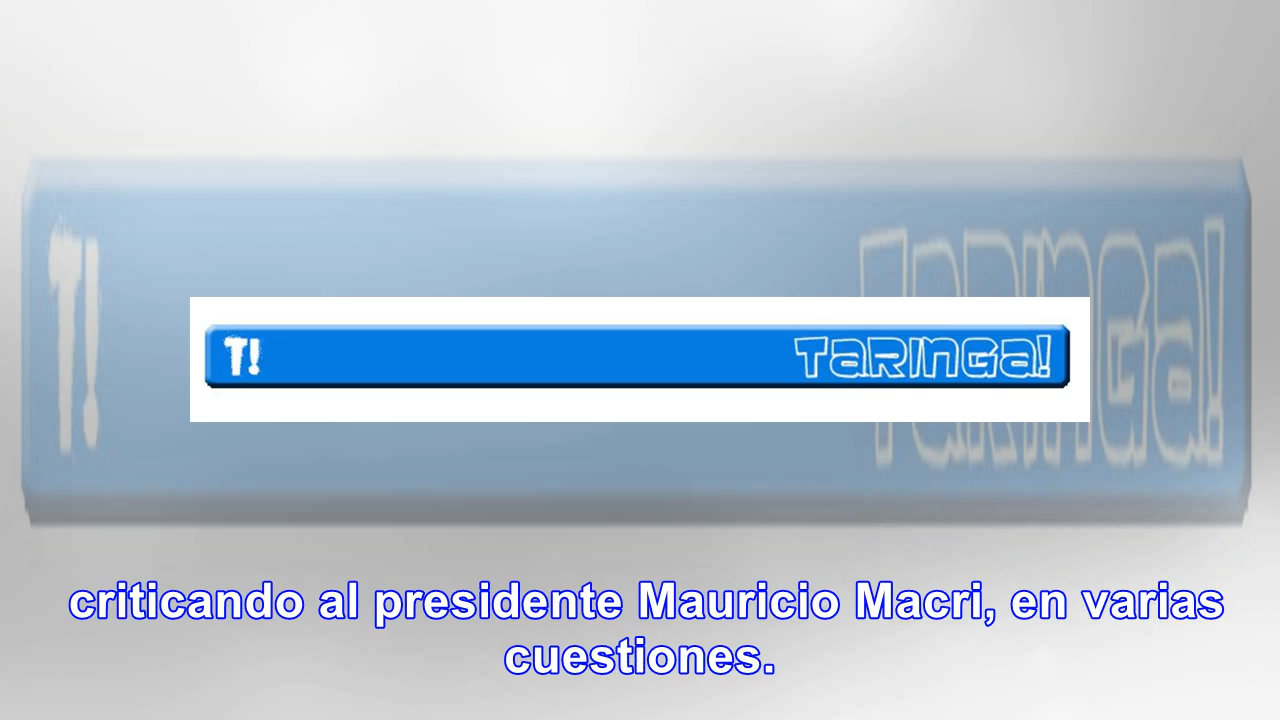 T! TaRINGa!
T! TaRINGa!
criticando al presidente Mauricio Macri, en varias
cuestiones.